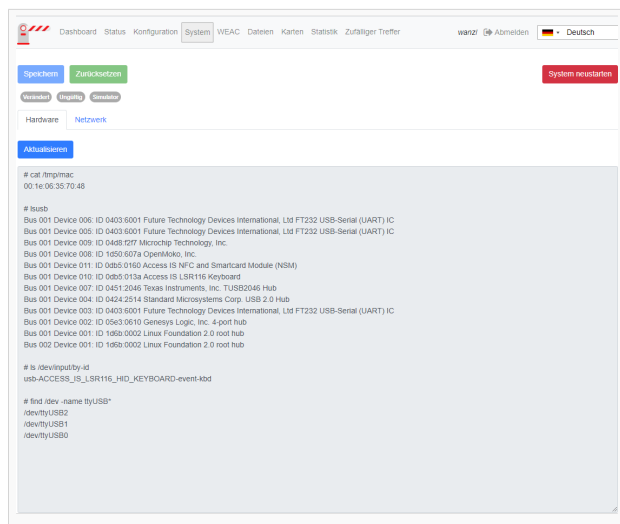 Dashboard Status Konfiguration System WEAC Dateien Karten Statistik Zufälliger Treffer wanzl Abmelden Deutsch
Speichern Zurücksetzen System neustarten
Verändert Ungültig Simulator
Hardware Netzwerk
Aktualisieren
# cat /tmp/mac
00:1e:06:35:70:48
# lsusb
Bus 001 Device 006: ID 0403:6001 Future Technology Devices International, Ltd FT232 USB-Serial (UART) IC
Bus 001 Device 005: ID 0403:6001 Future Technology Devices International, Ltd FT232 USB-Serial (UART) IC
Bus 001 Device 009: ID 04d8:f2f7 Microchip Technology, Inc.
Bus 001 Device 008: ID 1d50:607a OpenMoko, Inc.
Bus 001 Device 011: ID 0db5:0160 Access IS NFC and Smartcard Module (NSM)
Bus 001 Device 010: ID 0db5:013a Access IS LSR116 Keyboard
Bus 001 Device 007: ID 0451:2046 Texas Instruments, Inc. TUSB2046 Hub
Bus 001 Device 004: ID 0424:2514 Standard Microsystems Corp. USB 2.0 Hub
Bus 001 Device 003: ID 0403:6001 Future Technology Devices International, Ltd FT232 USB-Serial (UART) IC
Bus 001 Device 002: ID 05e3:0610 Genesys Logic, Inc. 4-port hub
Bus 001 Device 001: ID 1d6b:0002 Linux Foundation 2.0 root hub
Bus 002 Device 001: ID 1d6b:0002 Linux Foundation 2.0 root hub
# ls /dev/input/by-id
usb-ACCESS_IS_LSR116_HID_KEYBOARD-event-kbd
# find /dev -name ttyUSB*
/dev/ttyUSB2
/dev/ttyUSB1
/dev/ttyUSB0